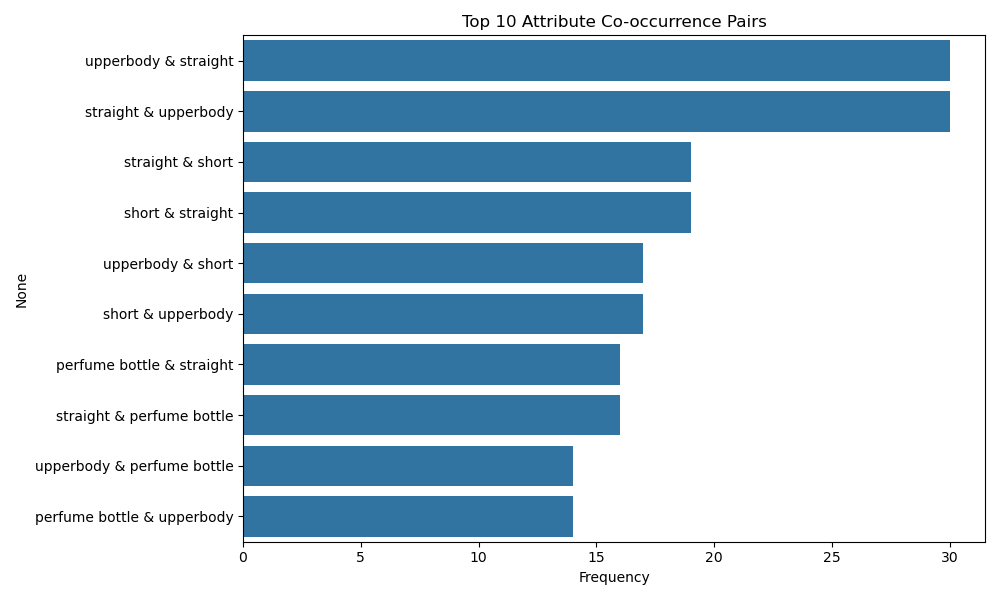 Top 10 Attribute Co-occurrence Pairs
None
upperbody & straight
straight & upperbody
straight & short
short & straight
upperbody & short
short & upperbody
perfume bottle & straight
straight & perfume bottle
upperbody & perfume bottle
perfume bottle & upperbody
0 5 10 15 20 25 30
Frequency